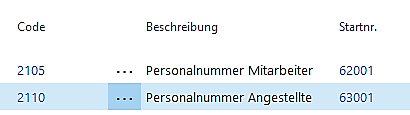 Code Beschreibung Startnr.
2105 ... Personalnummer Mitarbeiter 62001
2110 ... Personalnummer Angestellte 63001